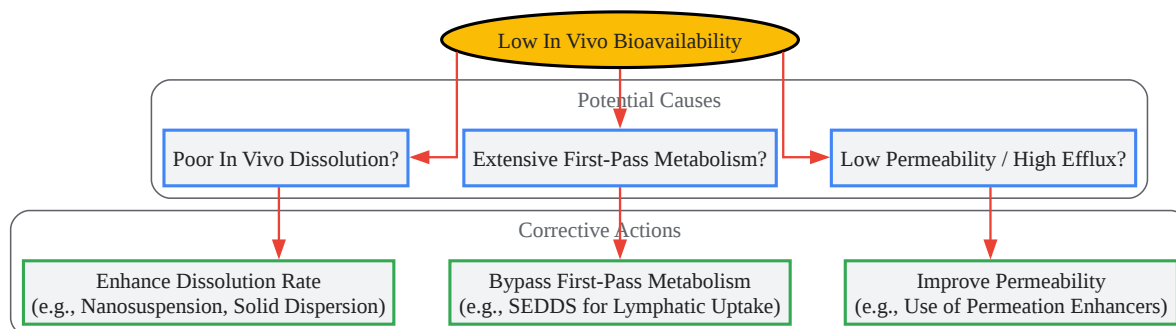 Low In Vivo Bioavailability
Potential Causes
Poor In Vivo Dissolution?
Extensive First-Pass Metabolism?
Low Permeability / High Efflux?
Corrective Actions
Enhance Dissolution Rate
(e.g., Nanosuspension, Solid Dispersion)
Bypass First-Pass Metabolism
(e.g., SEDDS for Lymphatic Uptake)
Improve Permeability
(e.g., Use of Permeation Enhancers)